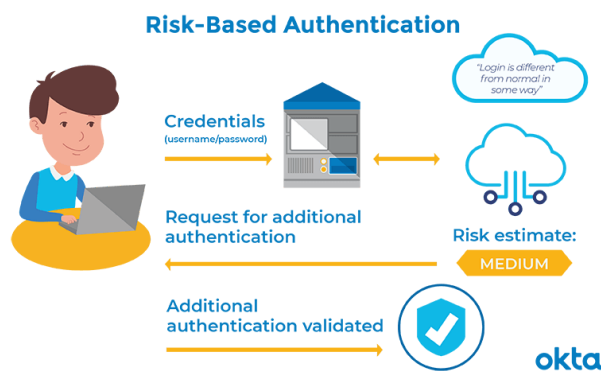 Risk-Based Authentication
"Login is different
from normal in
some way"
Credentials
(username/password)
Request for additional
authentication
Risk estimate:
MEDIUM
Additional
authentication validated
okta